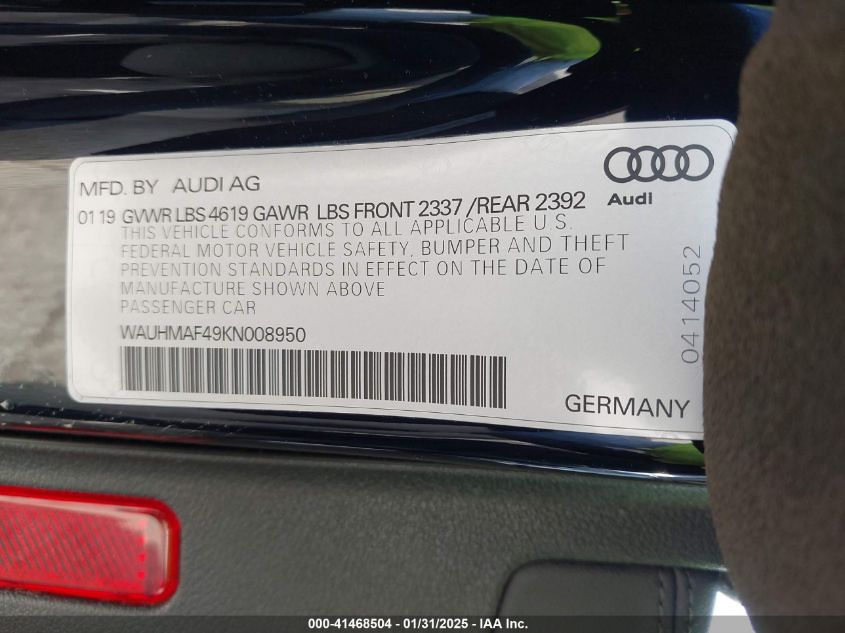 MFD. BY AUDI AG
Audi
01 19 GVWR LBS 4619 GAWR LBS FRONT 2337 /REAR 2392
THIS VEHICLE CONFORMS TO ALL APPLICABLE U S.
FEDERAL MOTOR VEHICLE SAFETY, BUMPER AND THEFT
PREVENTION STANDARDS IN EFFECT ON THE DATE OF
MANUFACTURE SHOWN ABOVE
PASSENGER CAR
WAUHMAF49KN008950
0414052
GERMANY
000-41468504 - 01/31/2025 - IAA Inc.